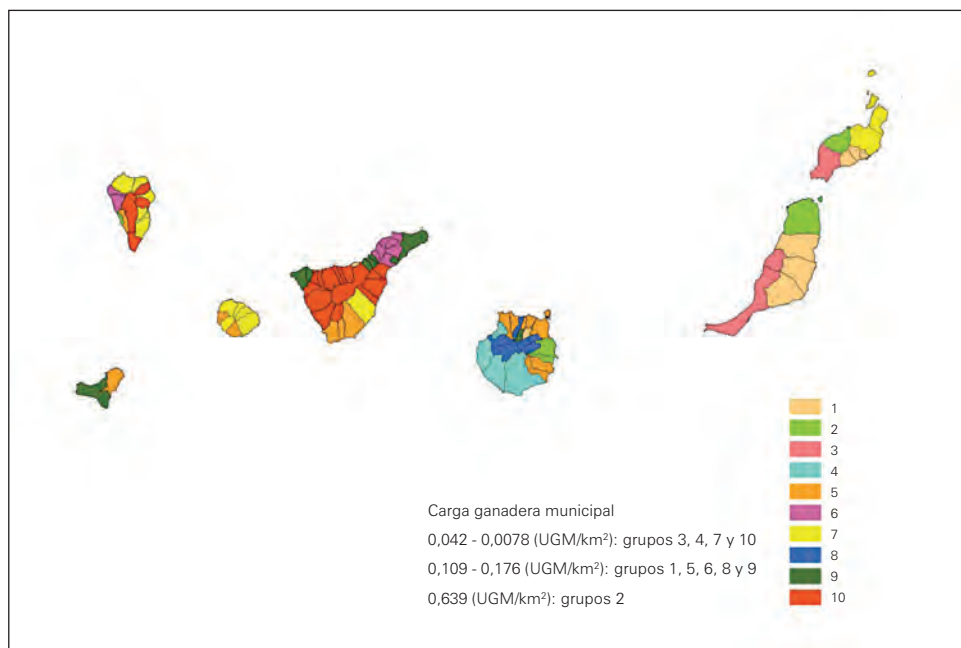 1
2
3
4
5
6
7
8
9
10
Carga ganadera municipal
0,042 - 0,0078 (UGM/km²): grupos 3, 4, 7 y 10
0,109 - 0,176 (UGM/km²): grupos 1, 5, 6, 8 y 9
0,639 (UGM/km²): grupos 2